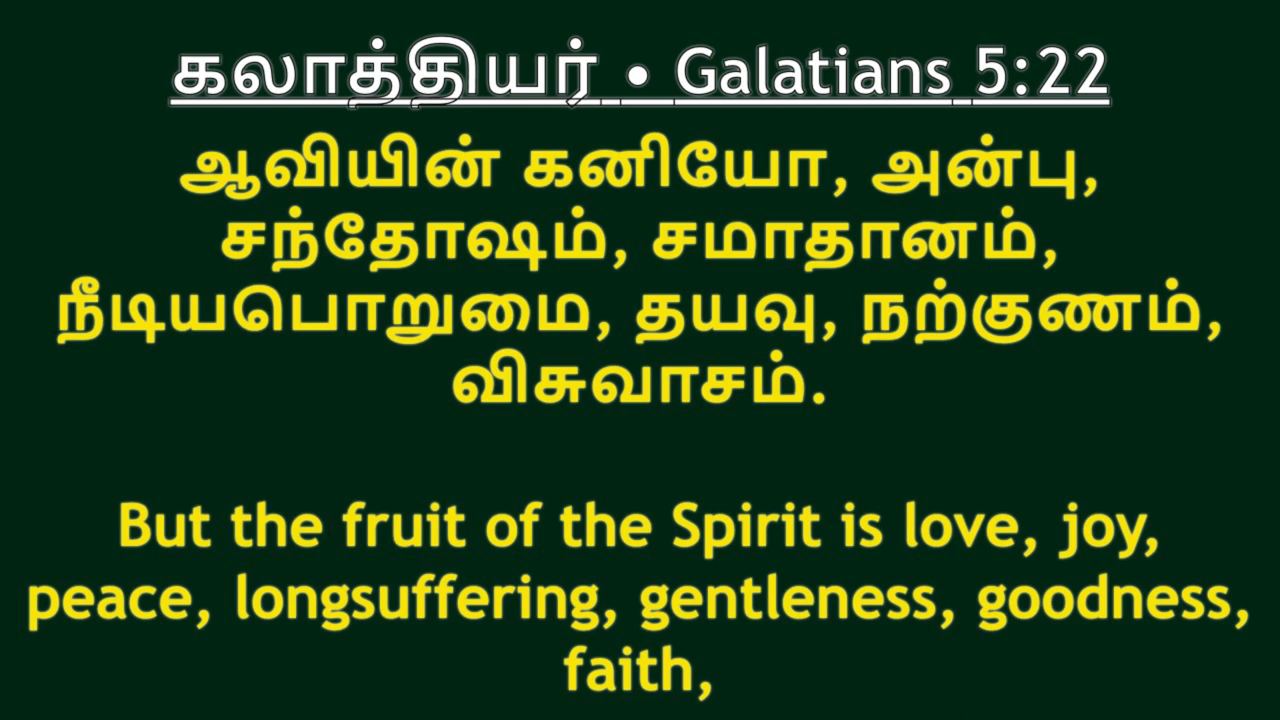 கலாத்தியர் • Galatians 5:22
ஆவியின் கனியோ, அன்பு,
சந்தோஷம், சமாதானம்,
நீடியபொறுமை, தயவு, நற்குணம்,
விசுவாசம்.
But the fruit of the Spirit is love, joy,
peace, longsuffering, gentleness, goodness,
faith,